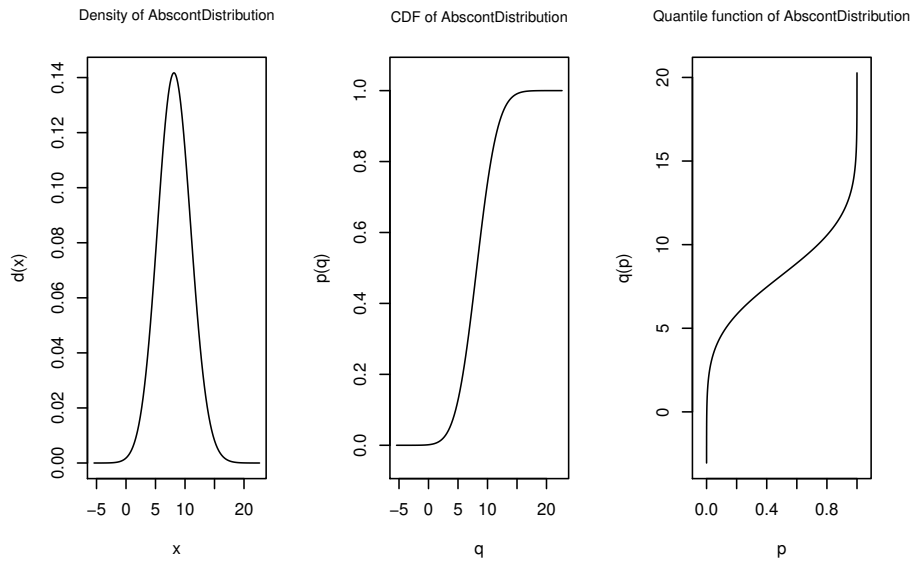 Density of AbscontDistribution
d(x)
0.14
0.12
0.10
0.08
0.06
0.04
0.02
0.00
−5 0 5 10 20
x
CDF of AbscontDistribution
p(q)
1.0
0.8
0.6
0.4
0.2
0.0
−5 0 5 10 20
q
Quantile function of AbscontDistribution
q(p)
20
15
10
5
0
0.0 0.4 0.8
p